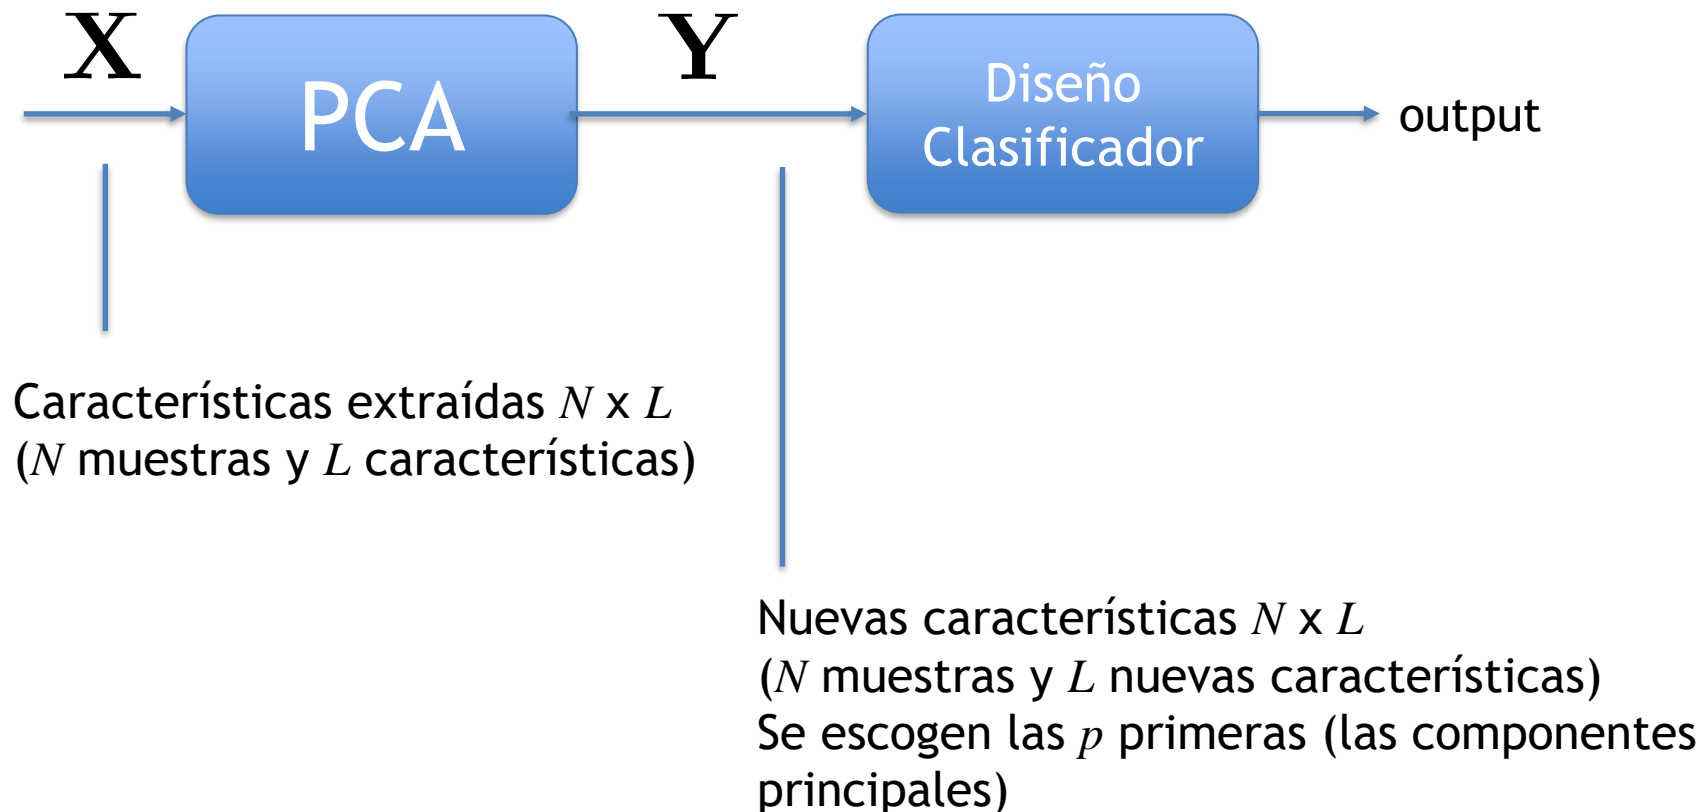 X
PCA
Y
Diseño
Clasificador
output
Características extraídas N x L
(N muestras y L características)
Nuevas características N x L
(N muestras y L nuevas características)
Se escogen las p primeras (las componentes
principales)